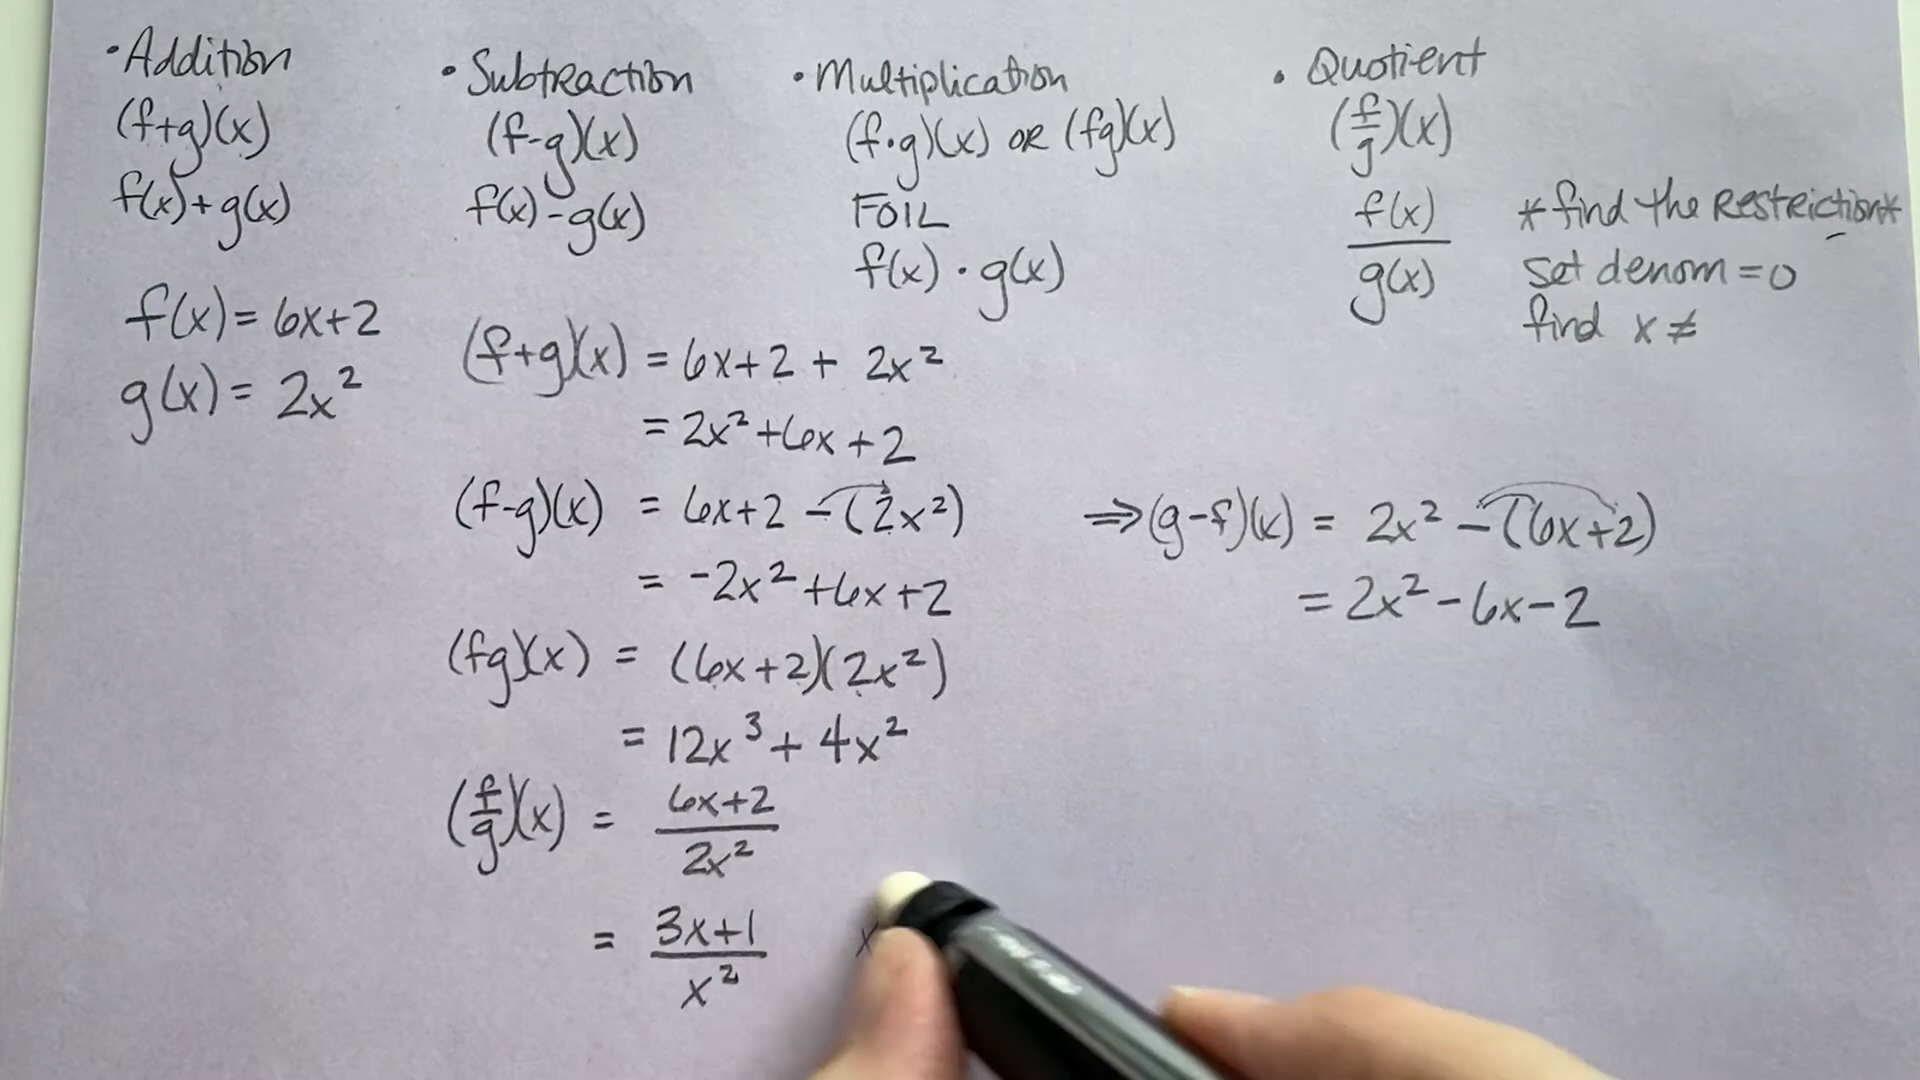 • Addition
(f+g)(x)
f(x)+g(x)
• Subtraction
(f-g)(x)
f(x)-g(x)
• Multiplication
(f·g)(x) OR (fg)(x)
FOIL
f(x) · g(x)
• Quotient
(f/g)(x)
f(x)/g(x)
*find the Restriction*
set denom = 0
find x ≠
f(x) = 6x+2
g(x) = 2x²
(f+g)(x) = 6x+2 + 2x²
= 2x²+6x+2
(f-g)(x) = 6x+2 -(2x²)
= -2x²+6x+2
⇒(g-f)(x) = 2x² -(6x+2)
= 2x²-6x-2
(fg)(x) = (6x+2)(2x²)
= 12x³+4x²
(f/g)(x) = 6x+2/2x²
= 3x+1/x² x